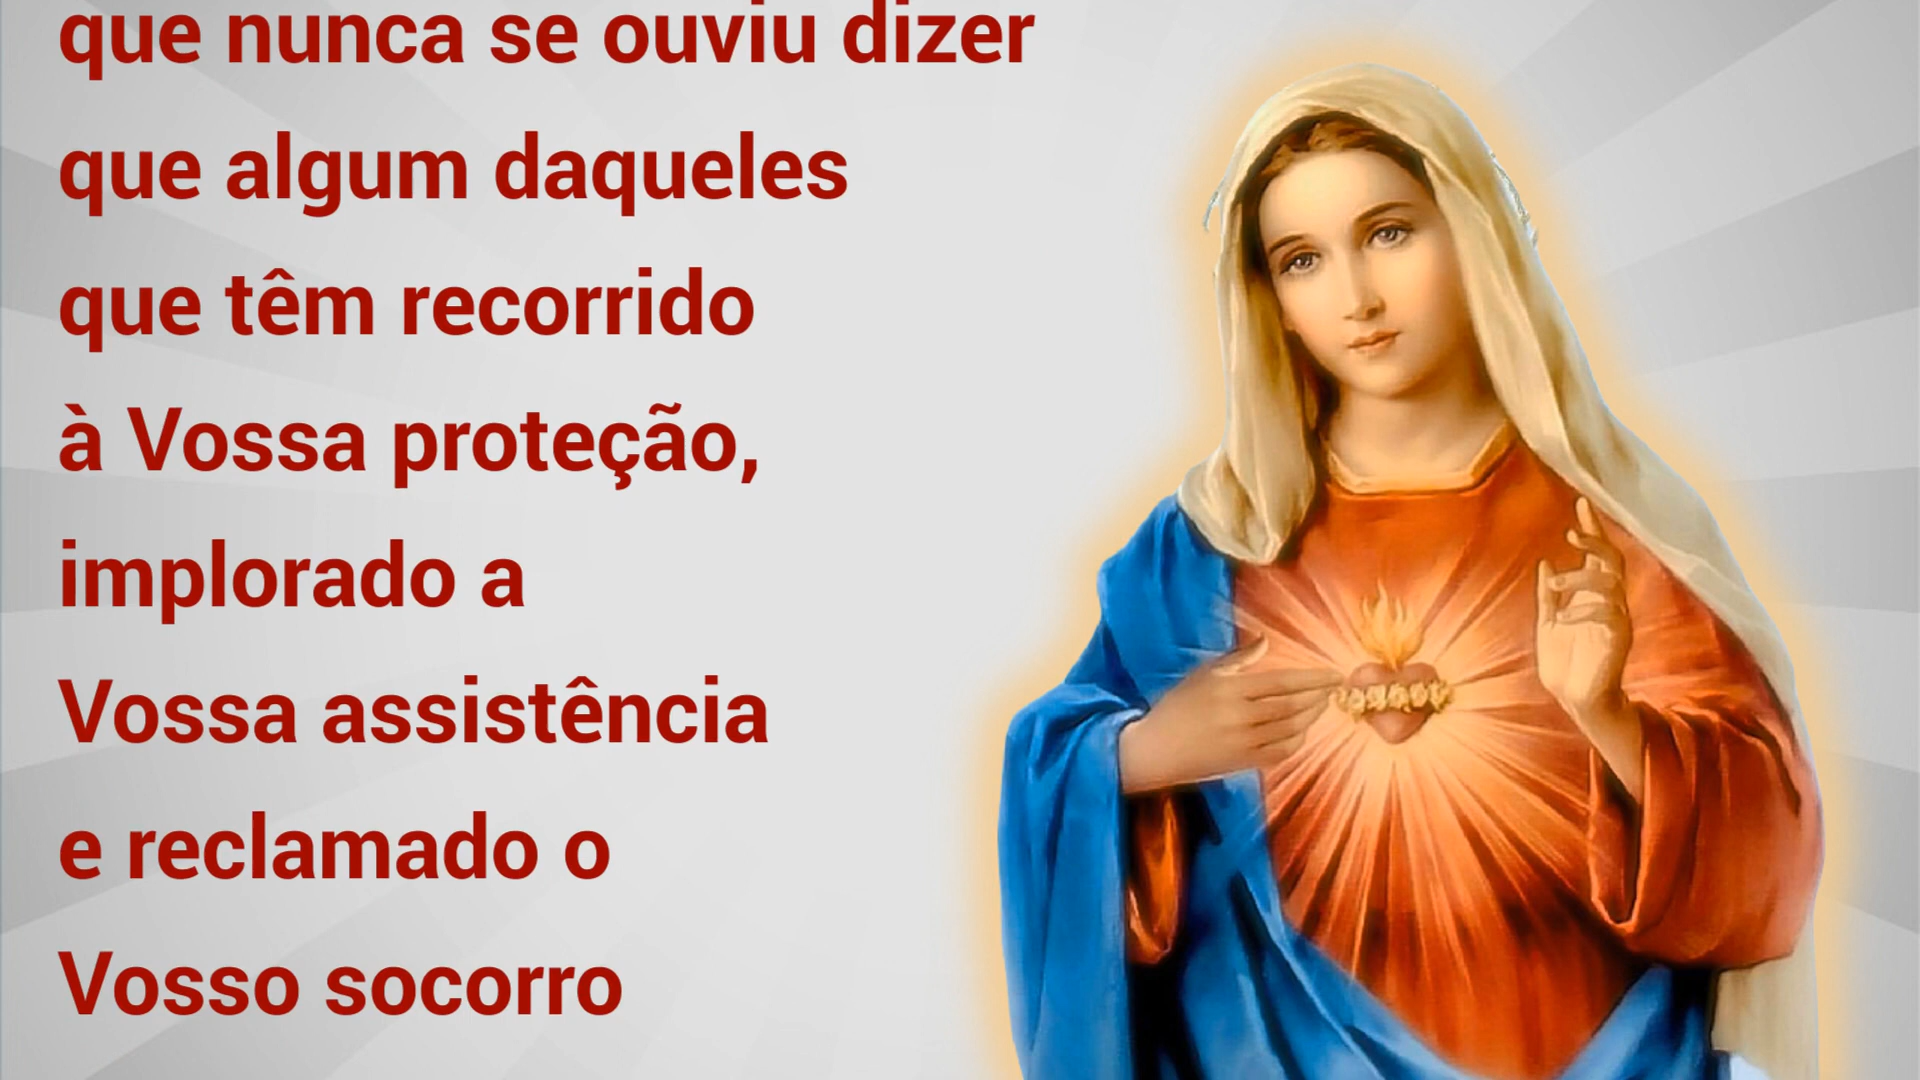 que nunca se ouviu dizer
que algum daqueles
que têm recorrido
à Vossa proteção,
implorado a
Vossa assistência
e reclamado o
Vosso socorro